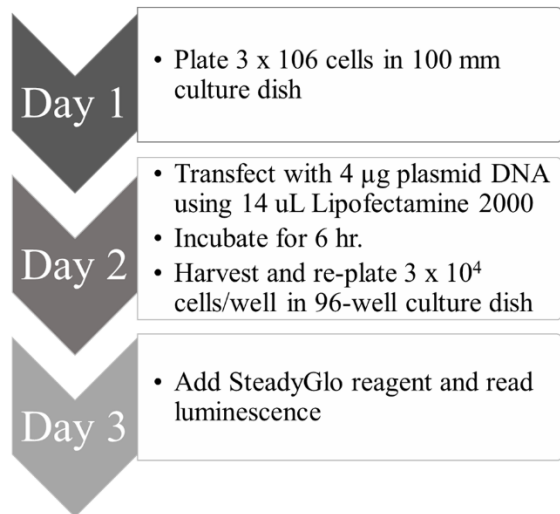 Day 1
• Plate 3 x 106 cells in 100 mm
culture dish
Day 2
• Transfect with 4 µg plasmid DNA
using 14 uL Lipofectamine 2000
• Incubate for 6 hr.
• Harvest and re-plate 3 x 10⁴
cells/well in 96-well culture dish
Day 3
• Add SteadyGlo reagent and read
luminescence